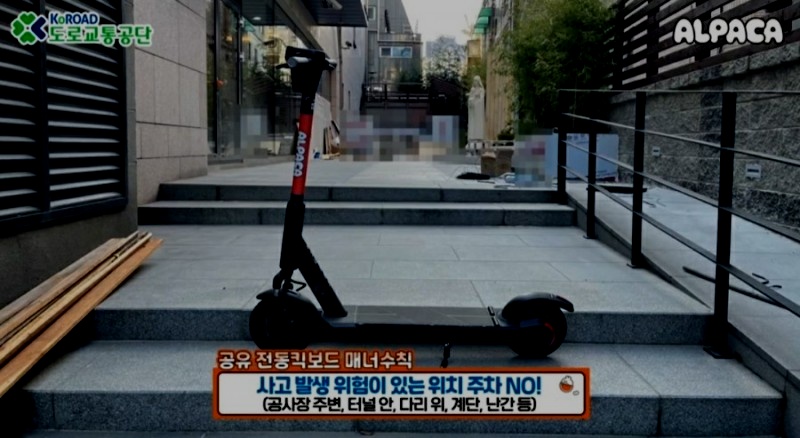 KoROAD
도로교통공단
ALPACA
ALPACA
공유 전동킥보드 매너수칙
사고 발생 위험이 있는 위치 주차 NO!
(공사장 주변, 터널 안, 다리 위, 계단, 난간 등)